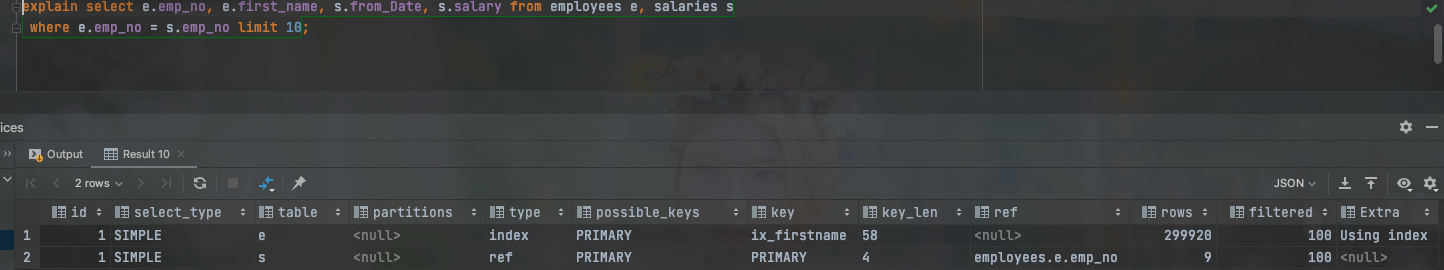 explain select e.emp_no, e.first_name, s.from_Date, s.salary from employees e, salaries s
where e.emp_no = s.emp_no limit 10;
ices
Output Result 10
2 rows JSON
id select_type table partitions type possible_keys key key_len ref rows filtered Extra
1 1 SIMPLE e <null> index PRIMARY ix_firstname 58 <null> 299920 100 Using index
2 1 SIMPLE s <null> ref PRIMARY PRIMARY 4 employees.e.emp_no 9 100 <null>